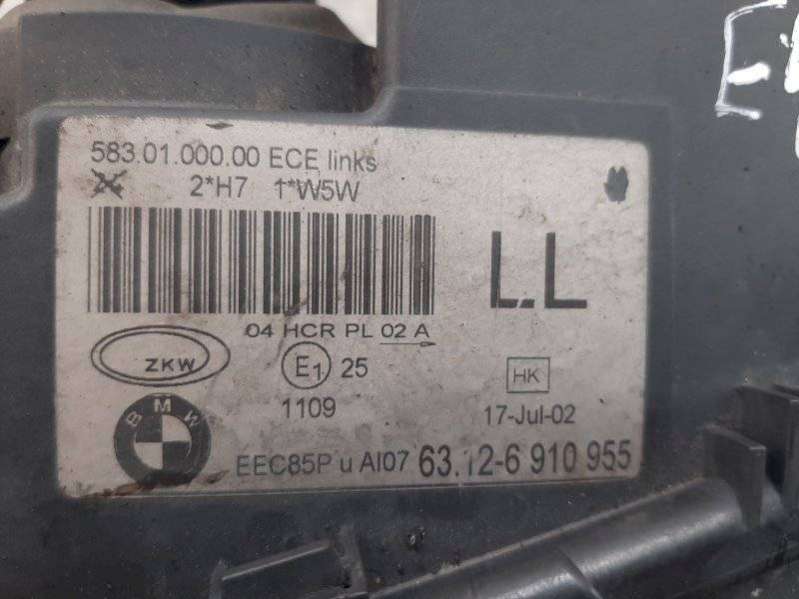 583.01.000.00 ECE links
2*H7 1*W5W
L.L
04 HCR PL 02 A
ZKW
E1 25
HK
1109
17-Jul-02
BMW
EEC85P u AI07 63.12-6 910 955